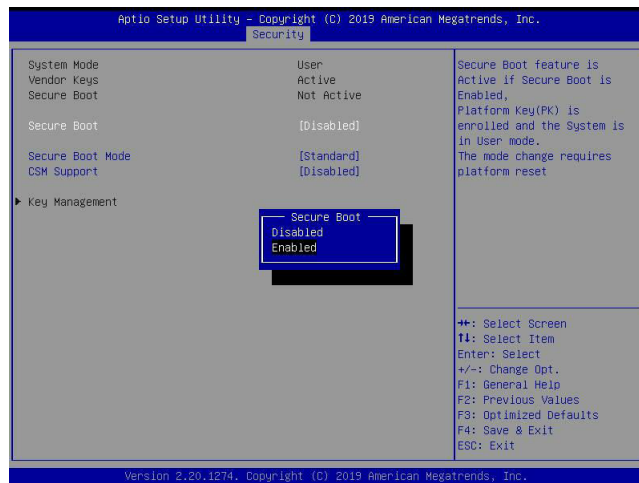 Aptio Setup Utility – Copyright (C) 2019 American Megatrends, Inc.
Security
System Mode User
Vendor Keys Active
Secure Boot Not Active
Secure Boot [Disabled]
Secure Boot Mode [Standard]
CSM Support [Disabled]
Key Management
Secure Boot
Disabled
Enabled
Secure Boot feature is
Active if Secure Boot is
Enabled,
Platform Key(PK) is
enrolled and the System is
in User mode.
The mode change requires
platform reset
→←: Select Screen
↑↓: Select Item
Enter: Select
+/-: Change Opt.
F1: General Help
F2: Previous Values
F3: Optimized Defaults
F4: Save & Exit
ESC: Exit
Version 2.20.1274. Copyright (C) 2019 American Megatrends, Inc.